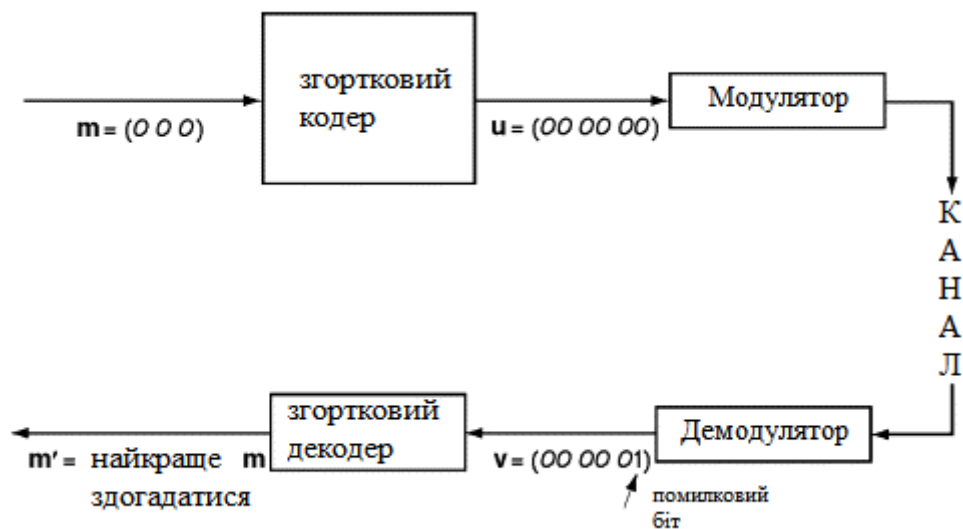 згортковий
кодер
m = (0 0 0)
u = (00 00 00)
Модулятор
К
А
Н
А
Л
Демодулятор
v = (00 00 01)
помилковий
біт
згортковий
декодер
m' = найкраще m
здогадатися